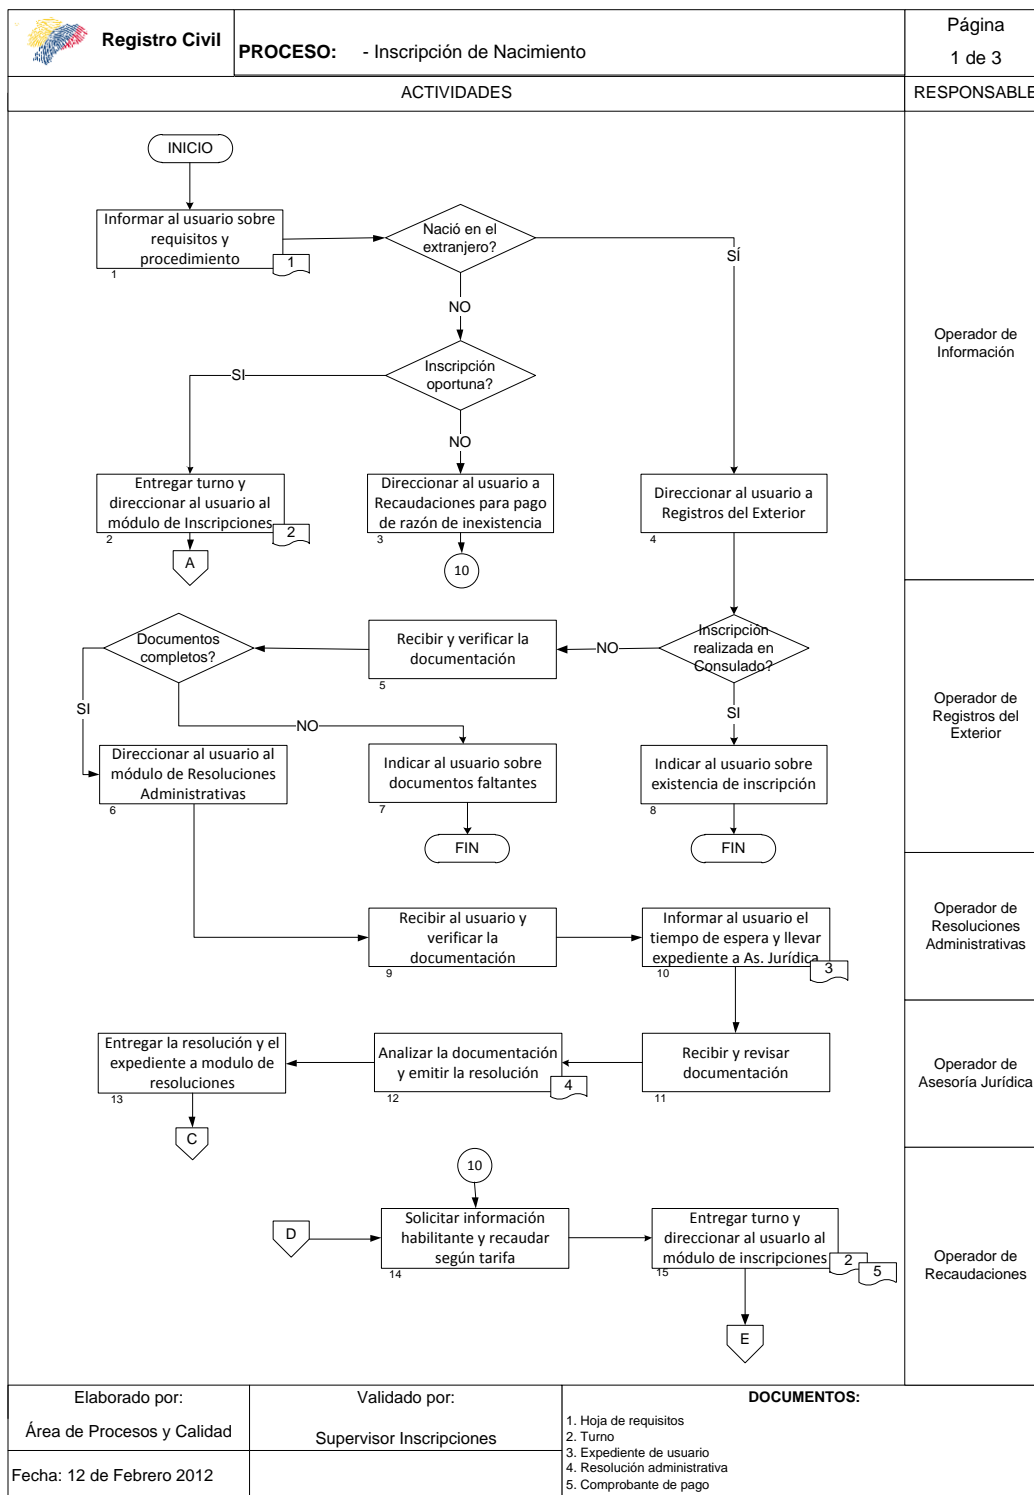 Registro Civil
PROCESO: - Inscripción de Nacimiento
Página
1 de 3
ACTIVIDADES
RESPONSABLE
INICIO
Informar al usuario sobre
requisitos y
procedimiento
1
1
Nació en el
extranjero?
SÍ
NO
Operador de
Información
Inscripción
oportuna?
SI
NO
Entregar turno y
direccionar al usuario al
módulo de Inscripciones
2
2
A
Direccionar al usuario a
Recaudaciones para pago
de razón de inexistencia
3
10
Direccionar al usuario a
Registros del Exterior
4
Documentos
completos?
Recibir y verificar la
documentación
5
NO
Inscripción
realizada en
Consulado?
SI
NO
SI
Operador de
Registros del
Exterior
Direccionar al usuario al
módulo de Resoluciones
Administrativas
6
Indicar al usuario sobre
documentos faltantes
7
Indicar al usuario sobre
existencia de inscripción
8
FIN
FIN
Recibir al usuario y
verificar la
documentación
9
Informar al usuario el
tiempo de espera y llevar
expediente a As. Jurídica
10
3
Operador de
Resoluciones
Administrativas
Entregar la resolución y el
expediente a modulo de
resoluciones
13
C
Analizar la documentación
y emitir la resolución
12
4
Recibir y revisar
documentación
11
Operador de
Asesoría Jurídica
10
D
Solicitar información
habilitante y recaudar
según tarifa
14
Entregar turno y
direccionar al usuarIo al
módulo de inscripciones
15
2
5
E
Operador de
Recaudaciones
Elaborado por:
Área de Procesos y Calidad
Fecha: 12 de Febrero 2012
Validado por:
Supervisor Inscripciones
DOCUMENTOS:
1. Hoja de requisitos
2. Turno
3. Expediente de usuario
4. Resolución administrativa
5. Comprobante de pago